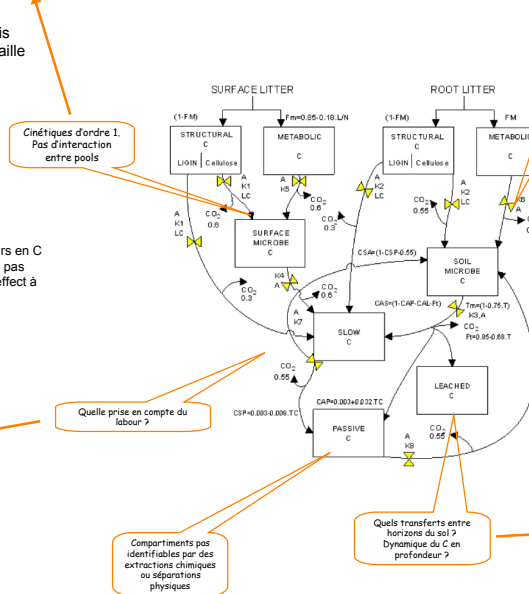 is
aille
SURFACE LITTER
ROOT LITTER
(1-FM)
Fm=0.85-0.18.L/N
(1-FM)
FM
STRUCTURAL
C
LIGIN
Cellulose
METABOLIC
C
STRUCTURAL
C
LIGIN
Cellulose
METABOLIC
C
Cinétiques d'ordre 1.
Pas d'interaction
entre pools
A
K1
LC
A
K5
A
K2
LC
A
K2
LC
K6
A
A
K1
LC
CO2
0.6
CO2
0.6
CO2
0.3
CO2
0.55
SURFACE
MICROBE
C
SOIL
MICROBE
C
rs en C
pas
effect à
CSA=(1-CSP-0.55)
K4
A
CO2
0.3
CO2
0.6
CAS=(1-CAP-CAL-Ft)
Tm=(1-0.75.T)
K3,A
A
K7
SLOW
C
CO2
Ft=0.85-0.68.T
CO2
0.55
LEACHED
C
Quelle prise en compte du
labour ?
CSP=0.003-0.009.TC
CAP=0.003+0.032.TC
PASSIVE
C
CO2
0.55
A
K8
Compartiments pas
identifiables par des
extractions chimiques
ou séparations
physiques
Quels transferts entre
horizons du sol ?
Dynamique du C en
profondeur ?